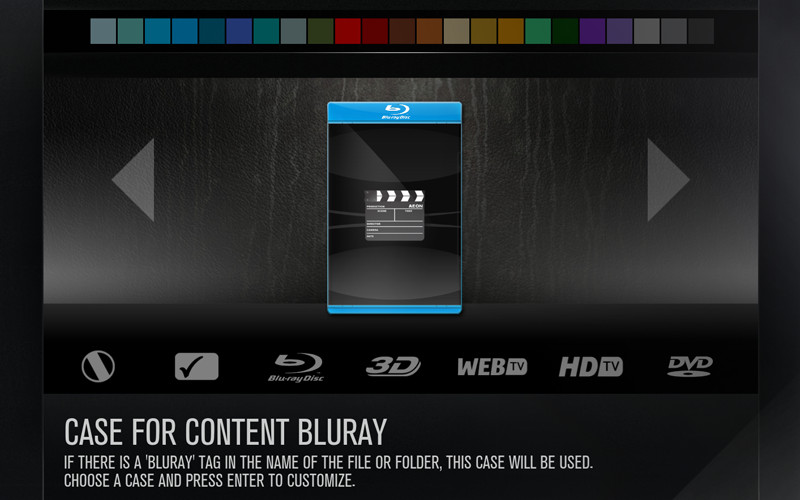 Blu-ray Disc
AEON
Blu-ray Disc
3D
WEB TV
HD TV
DVD
CASE FOR CONTENT BLURAY
IF THERE IS A 'BLURAY' TAG IN THE NAME OF THE FILE OR FOLDER, THIS CASE WILL BE USED.
CHOOSE A CASE AND PRESS ENTER TO CUSTOMIZE.